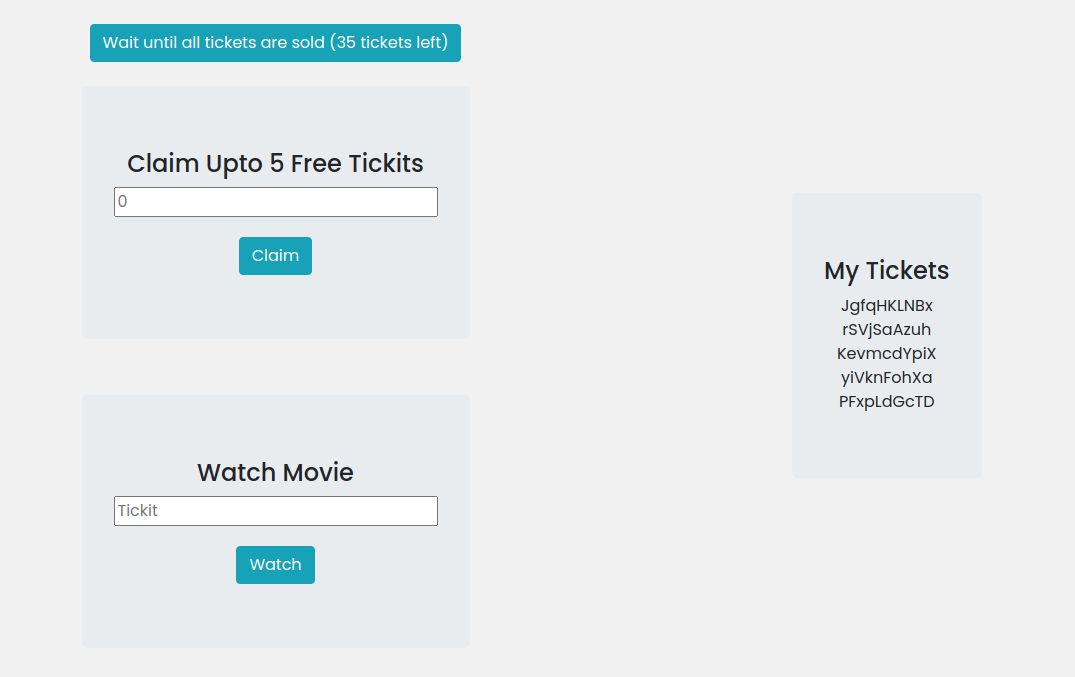 Wait until all tickets are sold (35 tickets left)
Claim Upto 5 Free Tickits
0
Claim
Watch Movie
Tickit
Watch
My Tickets
JgfqHKLNBx
rSVjSaAzuh
KevmcdYpiX
yiVknFohXa
PFxpLdGcTD